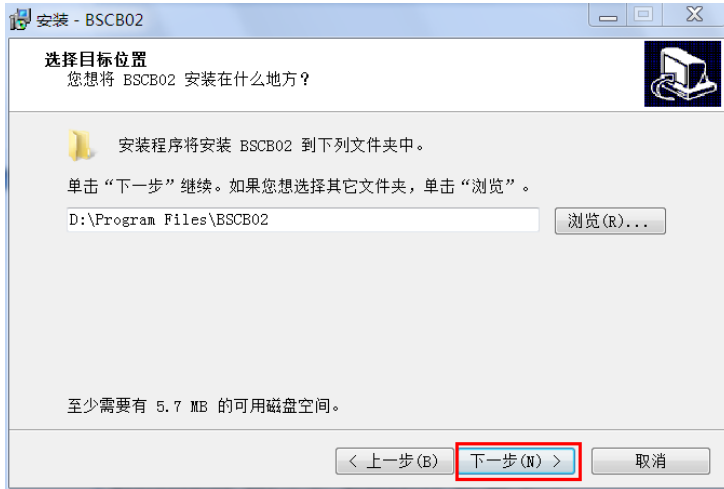 安装 - BSCB02
选择目标位置
您想将 BSCB02 安装在什么地方？
安装程序将安装 BSCB02 到下列文件夹中。
单击“下一步”继续。如果您想选择其它文件夹，单击“浏览”。
D:\Program Files\BSCB02
浏览(R)...
至少需要有 5.7 MB 的可用磁盘空间。
< 上一步(B)
下一步(N) >
取消